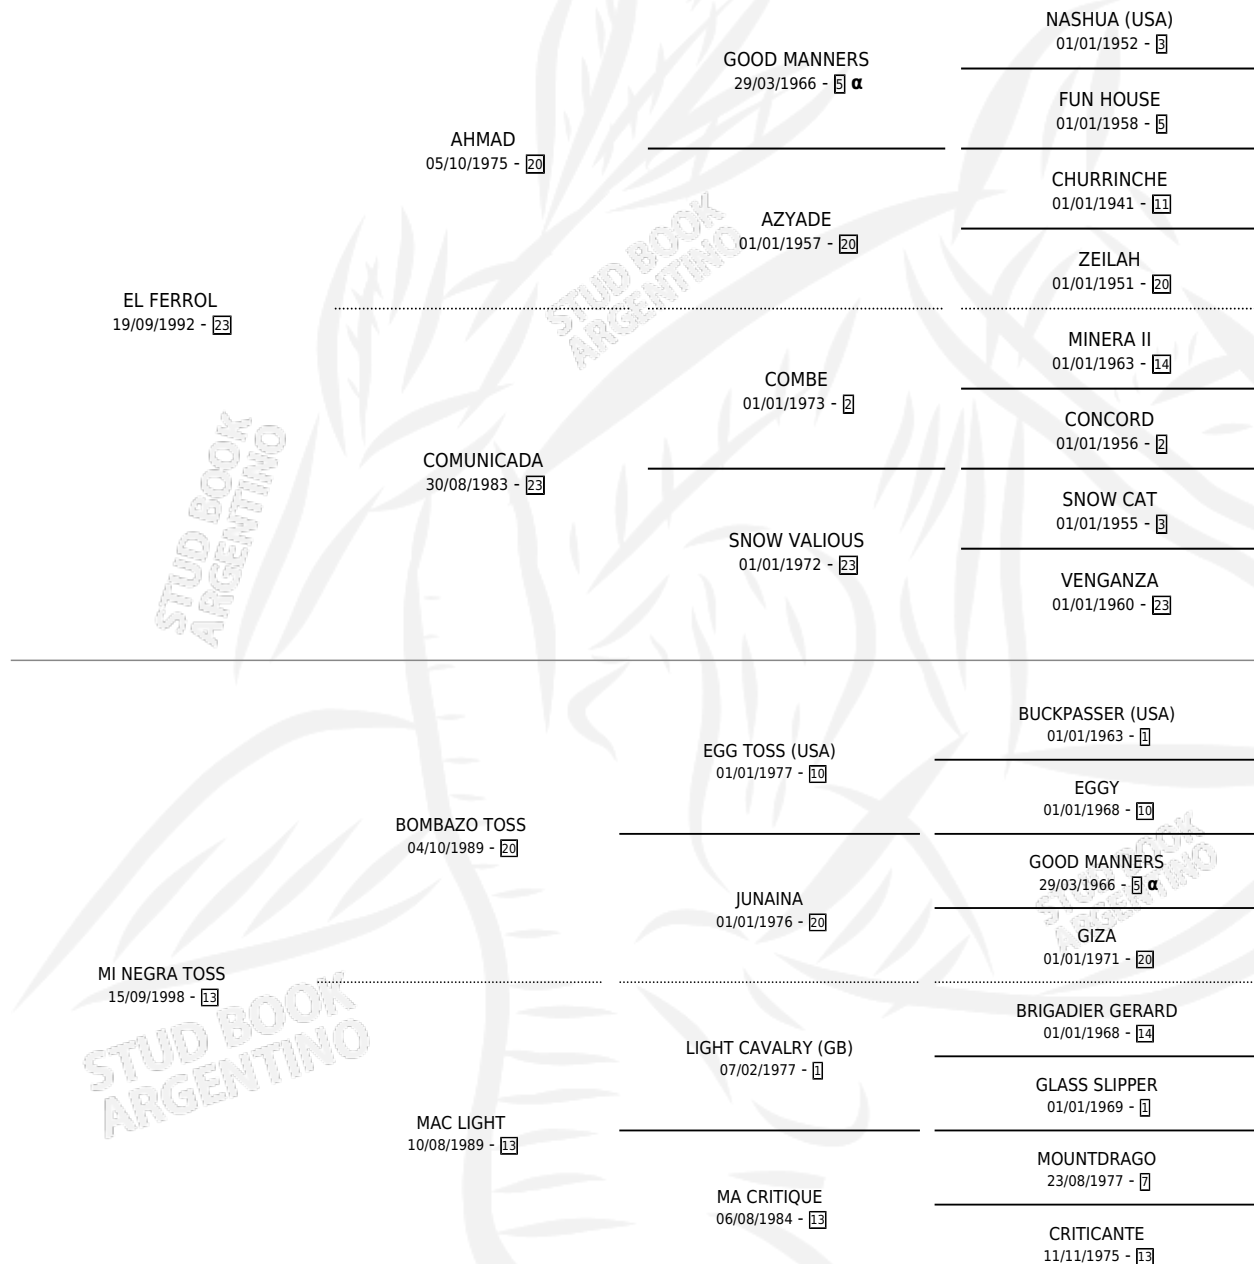 NASHUA (USA)
01/01/1952 - 3
GOOD MANNERS
29/03/1966 - 5 α
FUN HOUSE
01/01/1958 - 5
AHMAD
05/10/1975 - 20
CHURRINCHE
01/01/1941 - 11
AZYADE
01/01/1957 - 20
ZEILAH
01/01/1951 - 20
EL FERROL
19/09/1992 - 23
MINERA II
01/01/1963 - 14
COMBE
01/01/1973 - 2
CONCORD
01/01/1956 - 2
COMUNICADA
30/08/1983 - 23
SNOW CAT
01/01/1955 - 3
SNOW VALIOUS
01/01/1972 - 23
VENGANZA
01/01/1960 - 23
BUCKPASSER (USA)
01/01/1963 - 1
EGG TOSS (USA)
01/01/1977 - 10
EGGY
01/01/1968 - 10
BOMBAZO TOSS
04/10/1989 - 20
GOOD MANNERS
29/03/1966 - 5 α
JUNAINA
01/01/1976 - 20
GIZA
01/01/1971 - 20
MI NEGRA TOSS
15/09/1998 - 13
BRIGADIER GERARD
01/01/1968 - 14
LIGHT CAVALRY (GB)
07/02/1977 - 1
GLASS SLIPPER
01/01/1969 - 1
MAC LIGHT
10/08/1989 - 13
MOUNTDRAGO
23/08/1977 - 7
MA CRITIQUE
06/08/1984 - 13
CRITICANTE
11/11/1975 - 13
STUD BOOK
ARGENTINO
STUD BOOK
ARGENTINO
STUD BOOK
ARGENTINO
STUD BOOK
ARGENTINO